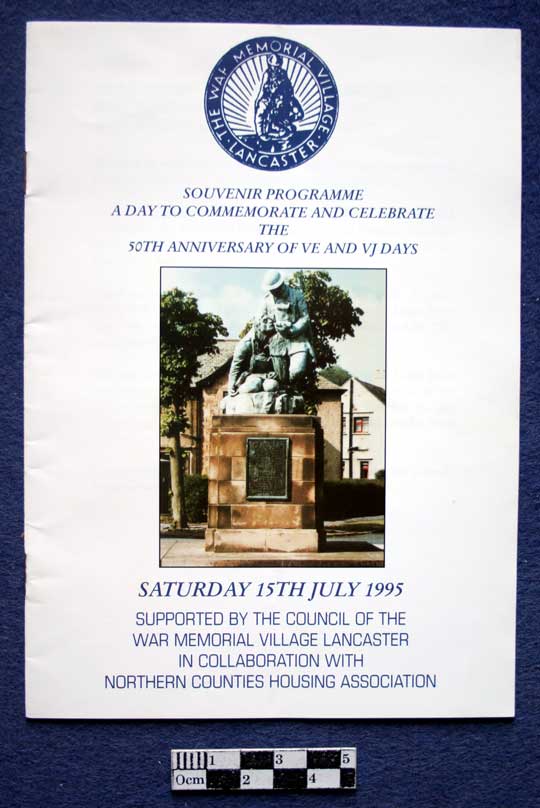 THE WAR MEMORIAL VILLAGE
· LANCASTER ·
SOUVENIR PROGRAMME
A DAY TO COMMEMORATE AND CELEBRATE
THE
50TH ANNIVERSARY OF VE AND VJ DAYS
SATURDAY 15TH JULY 1995
SUPPORTED BY THE COUNCIL OF THE
WAR MEMORIAL VILLAGE LANCASTER
IN COLLABORATION WITH
NORTHERN COUNTIES HOUSING ASSOCIATION
1 3 5
0cm 2 4